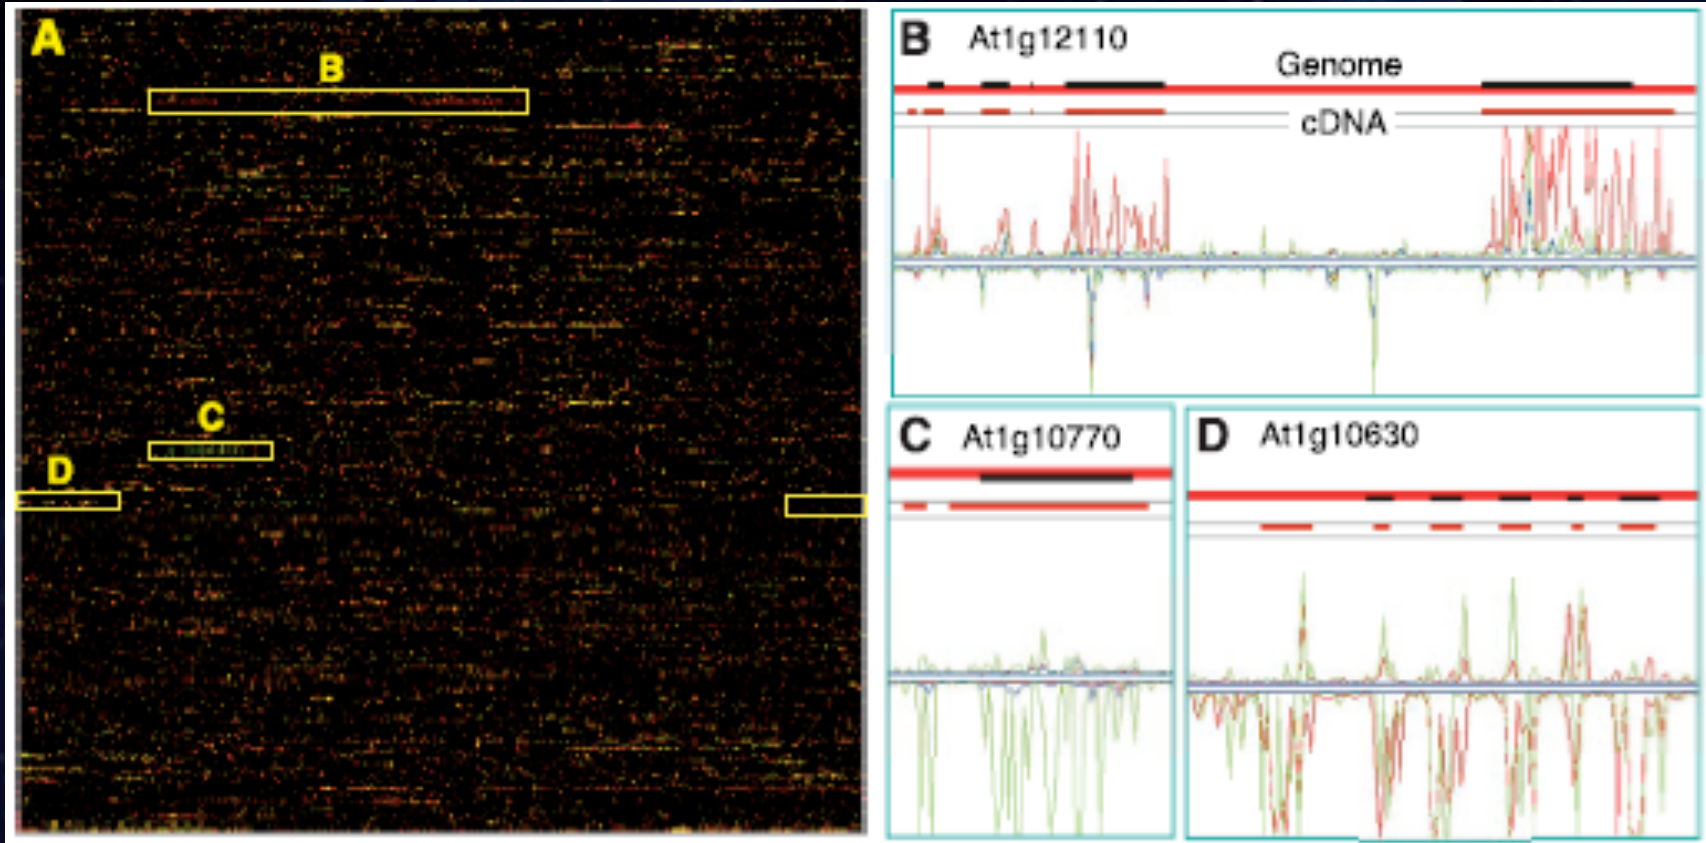 A
B
C
D
B At1g12110
Genome
cDNA
C At1g10770
D At1g10630